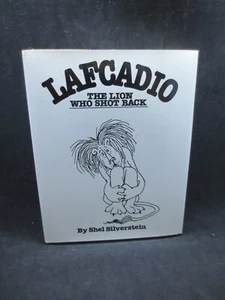 LAFCADIO
THE LION
WHO SHOT BACK
By Shel Silverstein